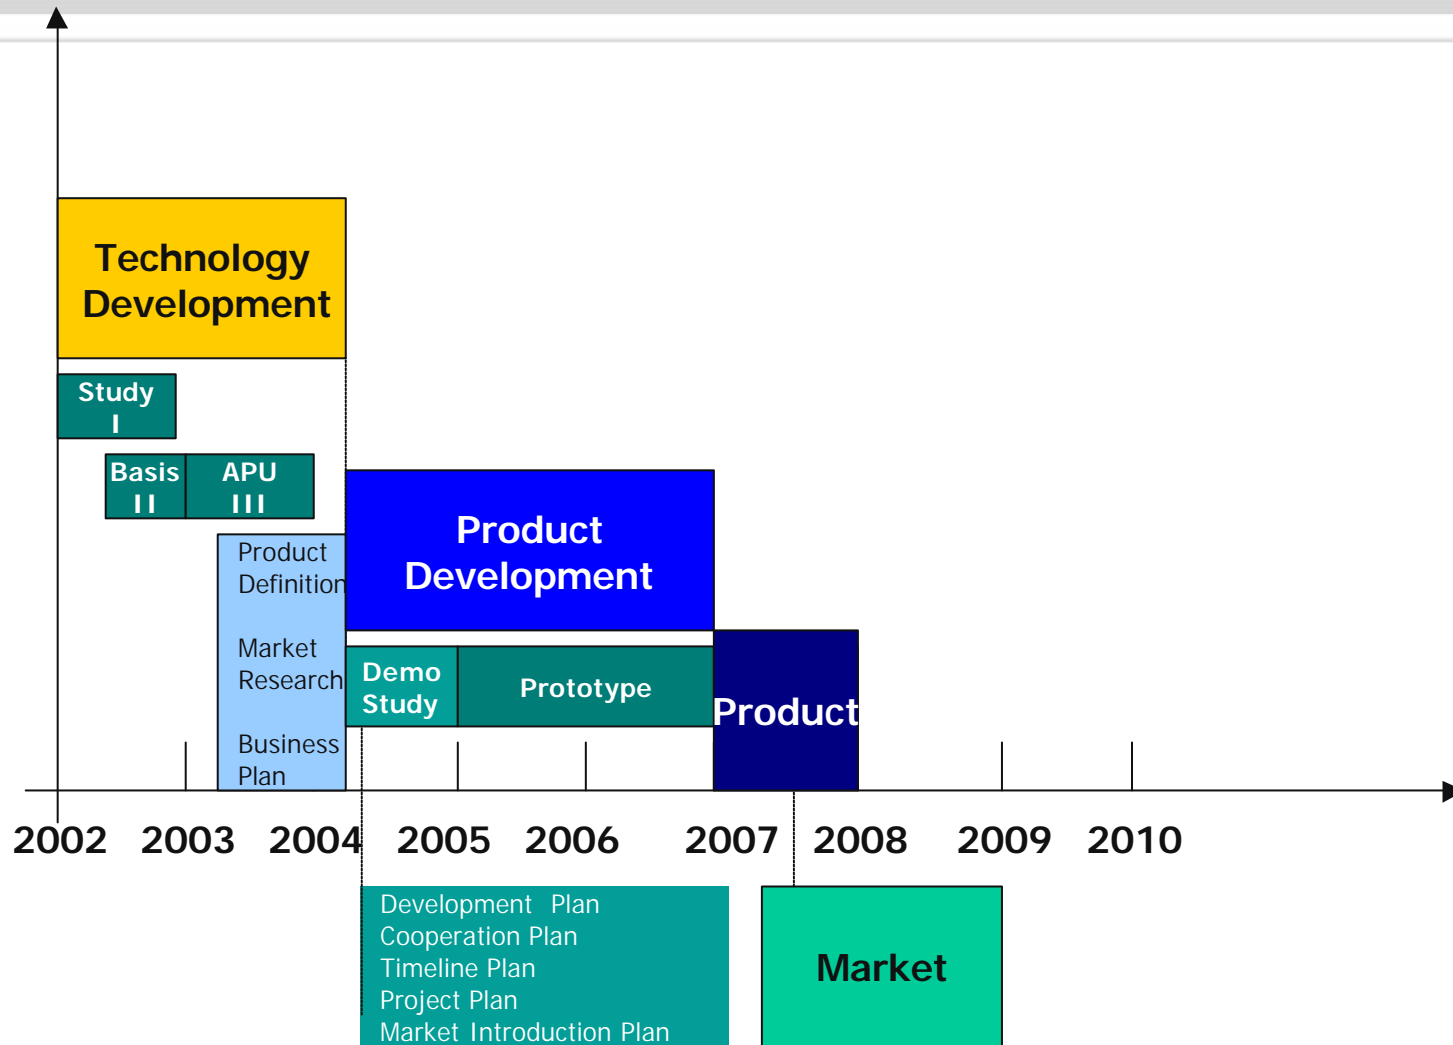 Technology
Development
Study
I
Basis
II
APU
III
Product
Definition
Market
Research
Business
Plan
Product
Development
Demo
Study
Prototype
Product
2002 2003 2004 2005 2006 2007 2008 2009 2010
Development Plan
Cooperation Plan
Timeline Plan
Project Plan
Market Introduction Plan
Market